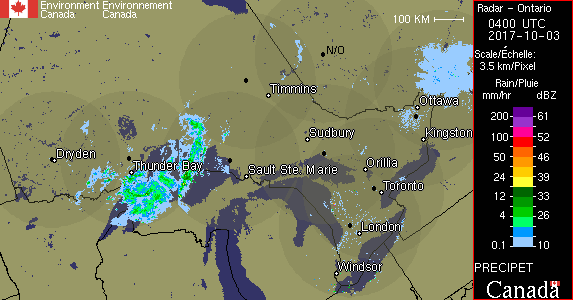 Environment Environnement
Canada Canada
100 KM
N/O
Timmins
Ottawa
Sudbury
Kingston
Dryden
Thunder Bay
Sault Ste. Marie
Orillia
Toronto
London
Windsor
Radar - Ontario
0400 UTC
2017-10-03
Scale/Échelle:
3.5 km/Pixel
Rain/Pluie
mm/hr dBZ
200 61
100 52
50 46
24 39
12 33
4 26
0.1 10
PRECIPET
Canada